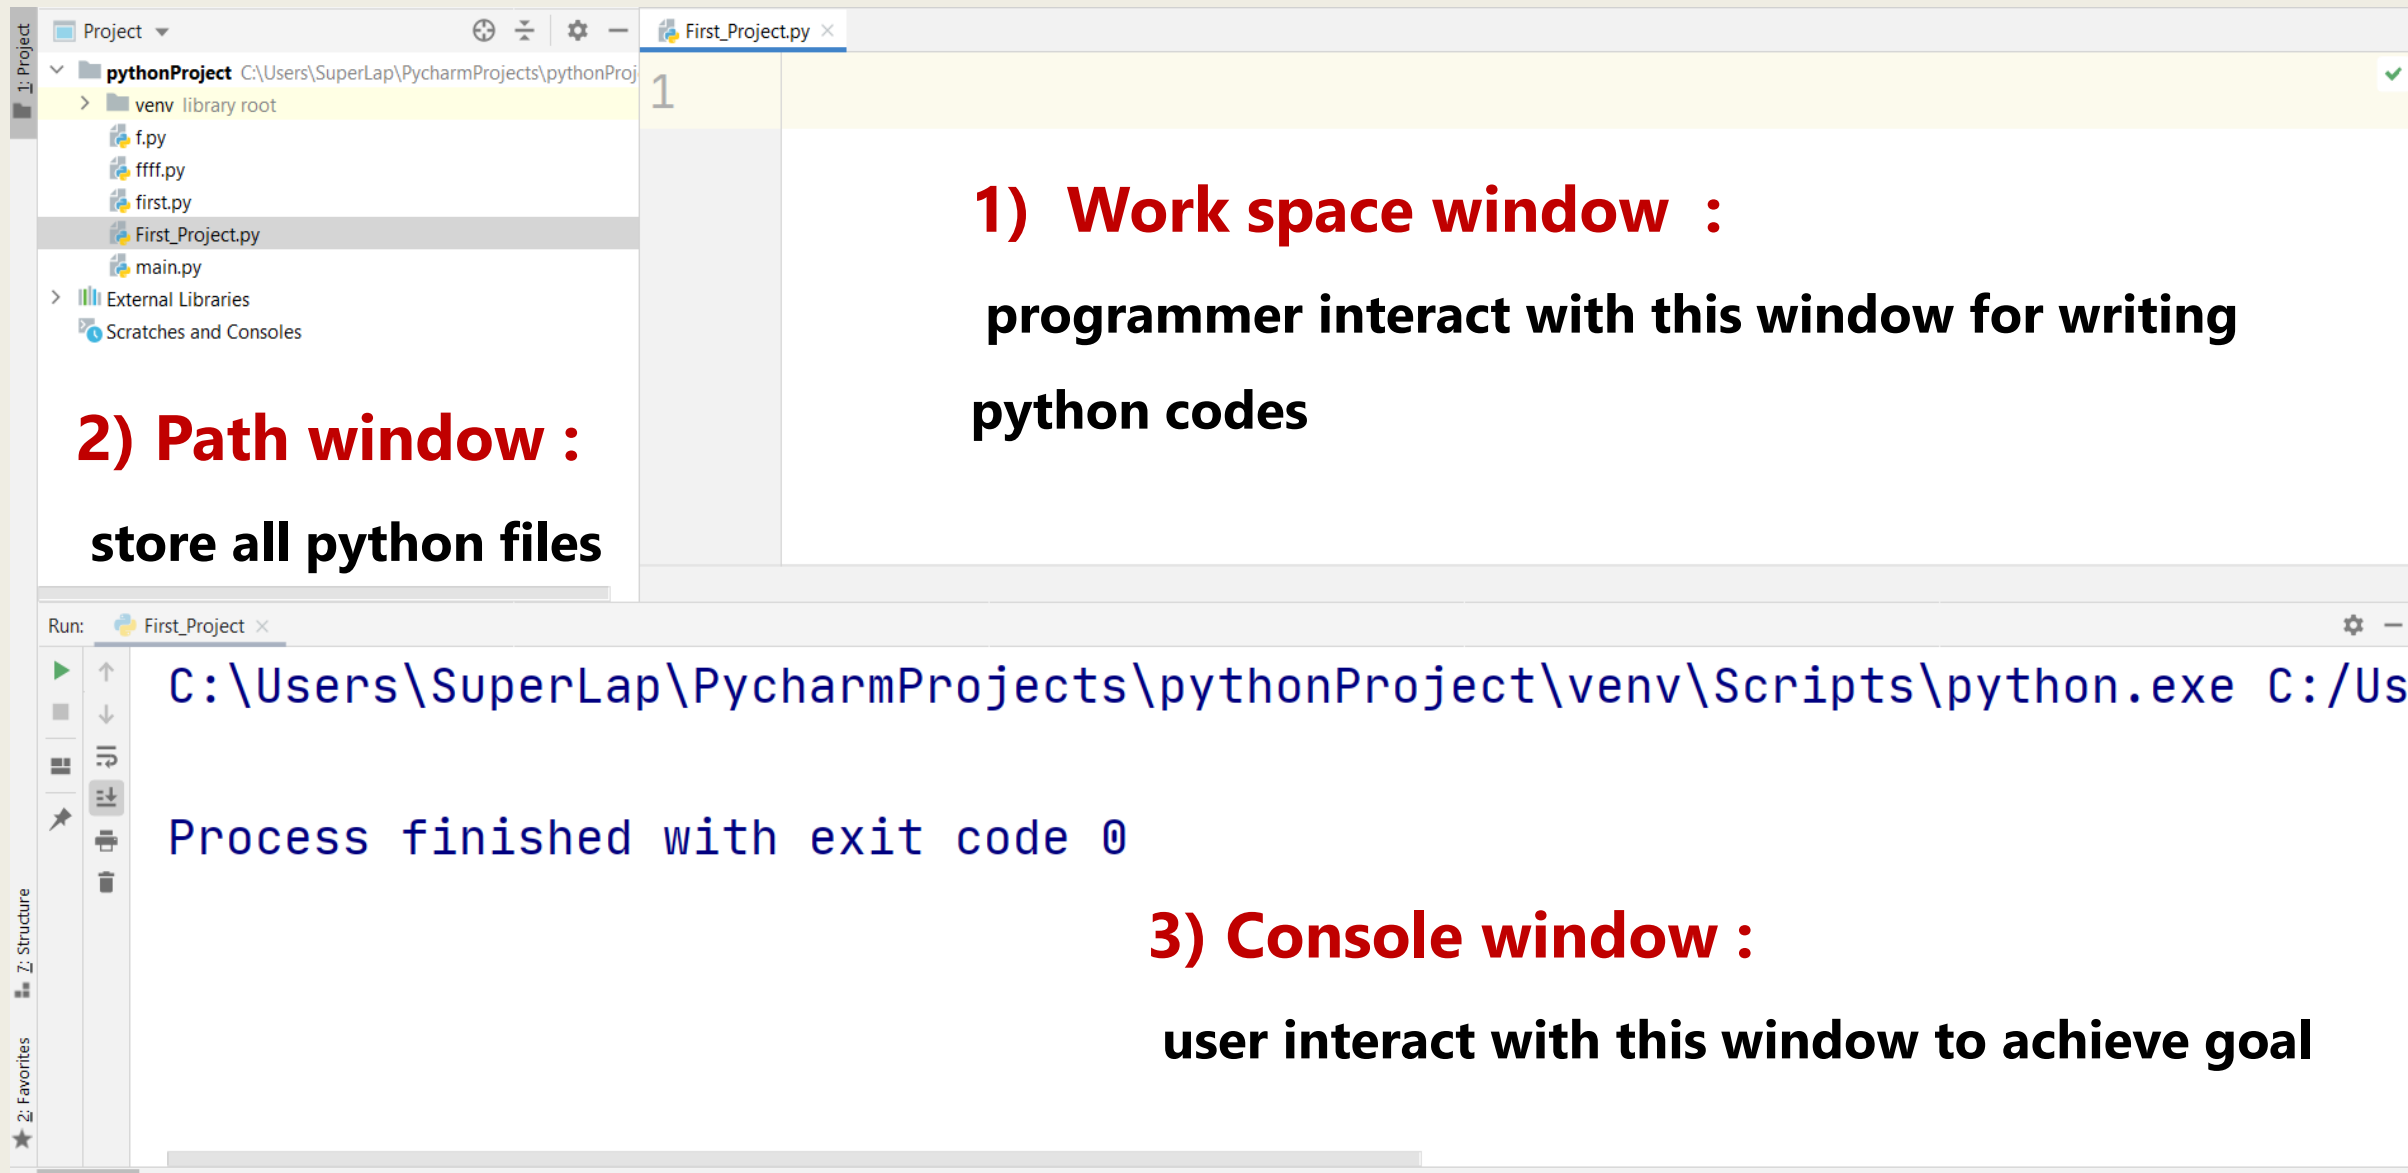 1: Project
Project
pythonProject C:\Users\SuperLap\PycharmProjects\pythonProj
venv library root
f.py
ffff.py
first.py
First_Project.py
main.py
External Libraries
Scratches and Consoles
2) Path window :
store all python files
First_Project.py
1
1) Work space window :
programmer interact with this window for writing
python codes
Run: First_Project
C:\Users\SuperLap\PycharmProjects\pythonProject\venv\Scripts\python.exe C:/Us
Process finished with exit code 0
3) Console window :
user interact with this window to achieve goal
7: Structure
2: Favorites